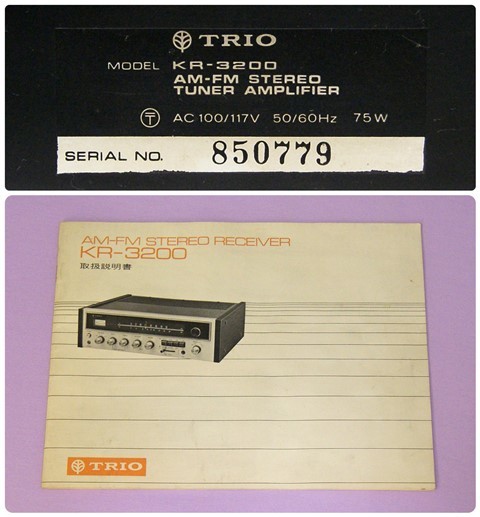 TRIO
MODEL KR-3200
AM-FM STEREO
TUNER AMPLIFIER
〒 AC 100/117V 50/60Hz 75W
SERIAL NO. 850779
AM-FM STEREO RECEIVER
KR-3200
取扱説明書
TRIO